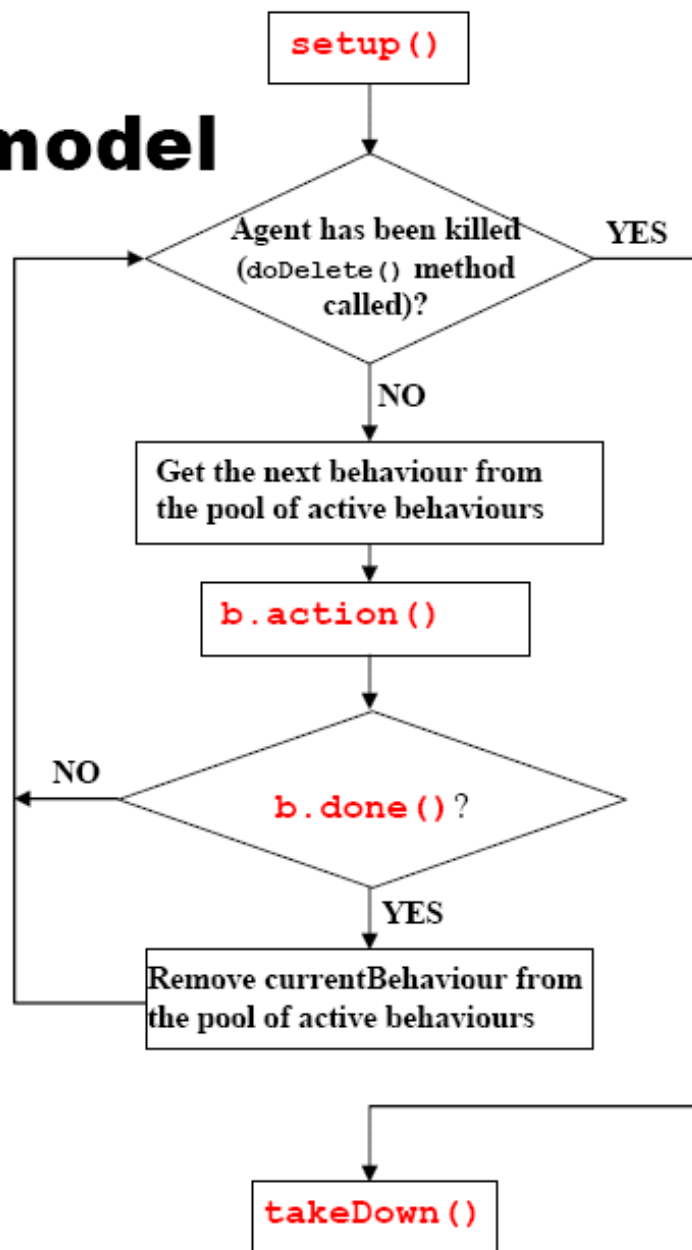 setup()
model
Agent has been killed
(doDelete() method
called)?
YES
NO
Get the next behaviour from
the pool of active behaviours
b.action()
NO
b.done()?
YES
Remove currentBehaviour from
the pool of active behaviours
takeDown()